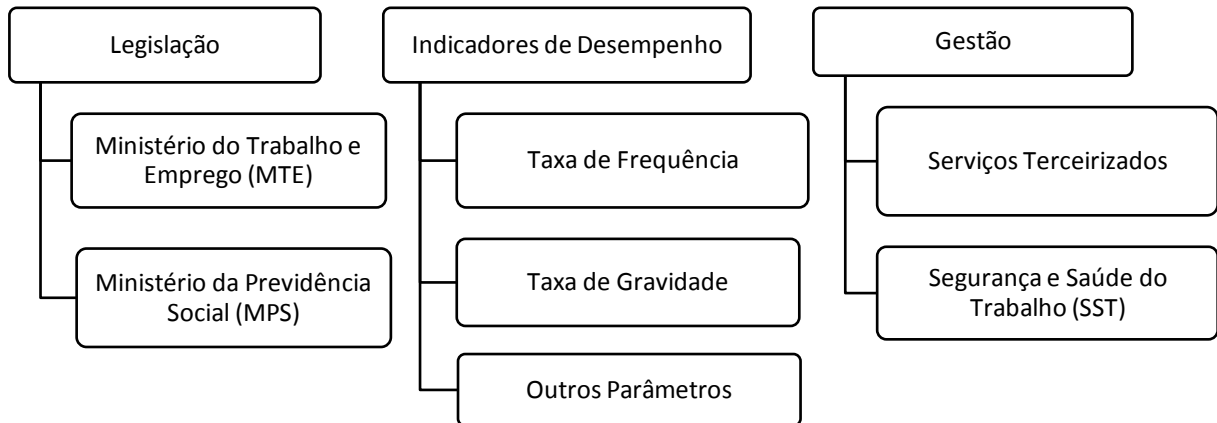 Legislação
Ministério do Trabalho e
Emprego (MTE)
Ministério da Previdência
Social (MPS)
Indicadores de Desempenho
Taxa de Frequência
Taxa de Gravidade
Outros Parâmetros
Gestão
Serviços Terceirizados
Segurança e Saúde do
Trabalho (SST)